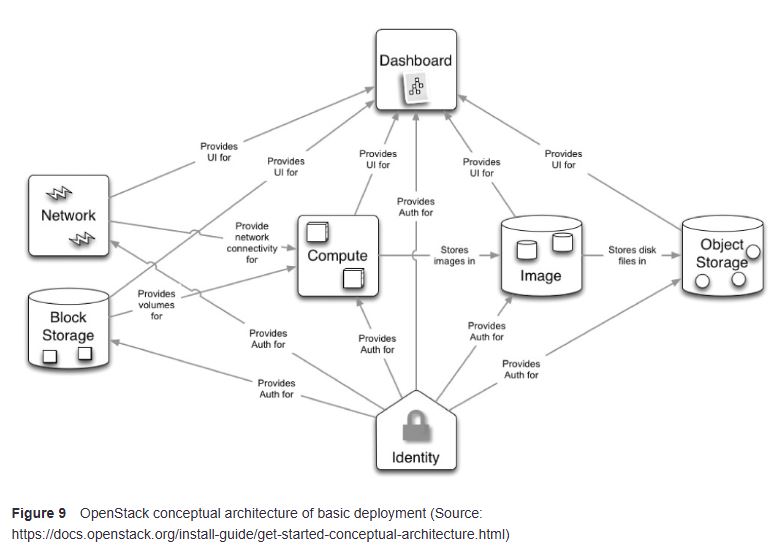 Dashboard
Provides
UI for
Provides
UI for
Provides
UI for
Provides
UI for
Provides
UI for
Provides
Auth for
Network
Provide
network
connectivity
for
Compute
Stores
images in
Image
Stores disk
files in
Object
Storage
Block
Storage
Provides
volumes
for
Provides
Auth for
Provides
Auth for
Provides
Auth for
Provides
Auth for
Provides
Auth for
Identity
Figure 9 OpenStack conceptual architecture of basic deployment (Source:
https://docs.openstack.org/install-guide/get-started-conceptual-architecture.html)